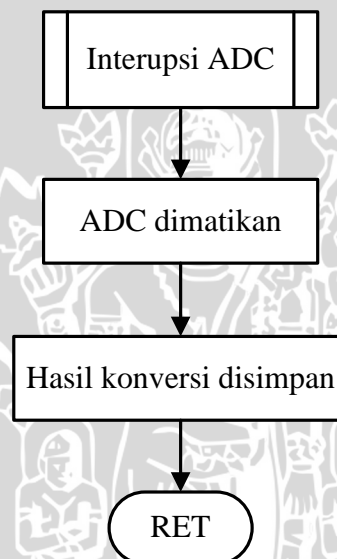 Interupsi ADC
ADC dimatikan
Hasil konversi disimpan
RET